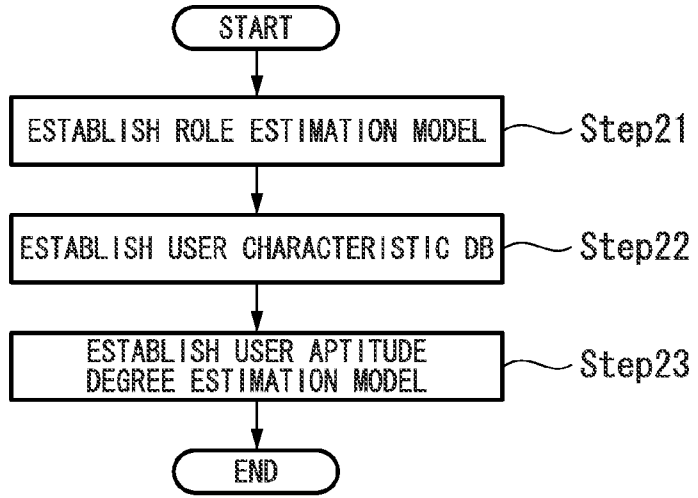 START
ESTABLISH ROLE ESTIMATION MODEL
Step21
ESTABLISH USER CHARACTERISTIC DB
Step22
ESTABLISH USER APTITUDE
DEGREE ESTIMATION MODEL
Step23
END